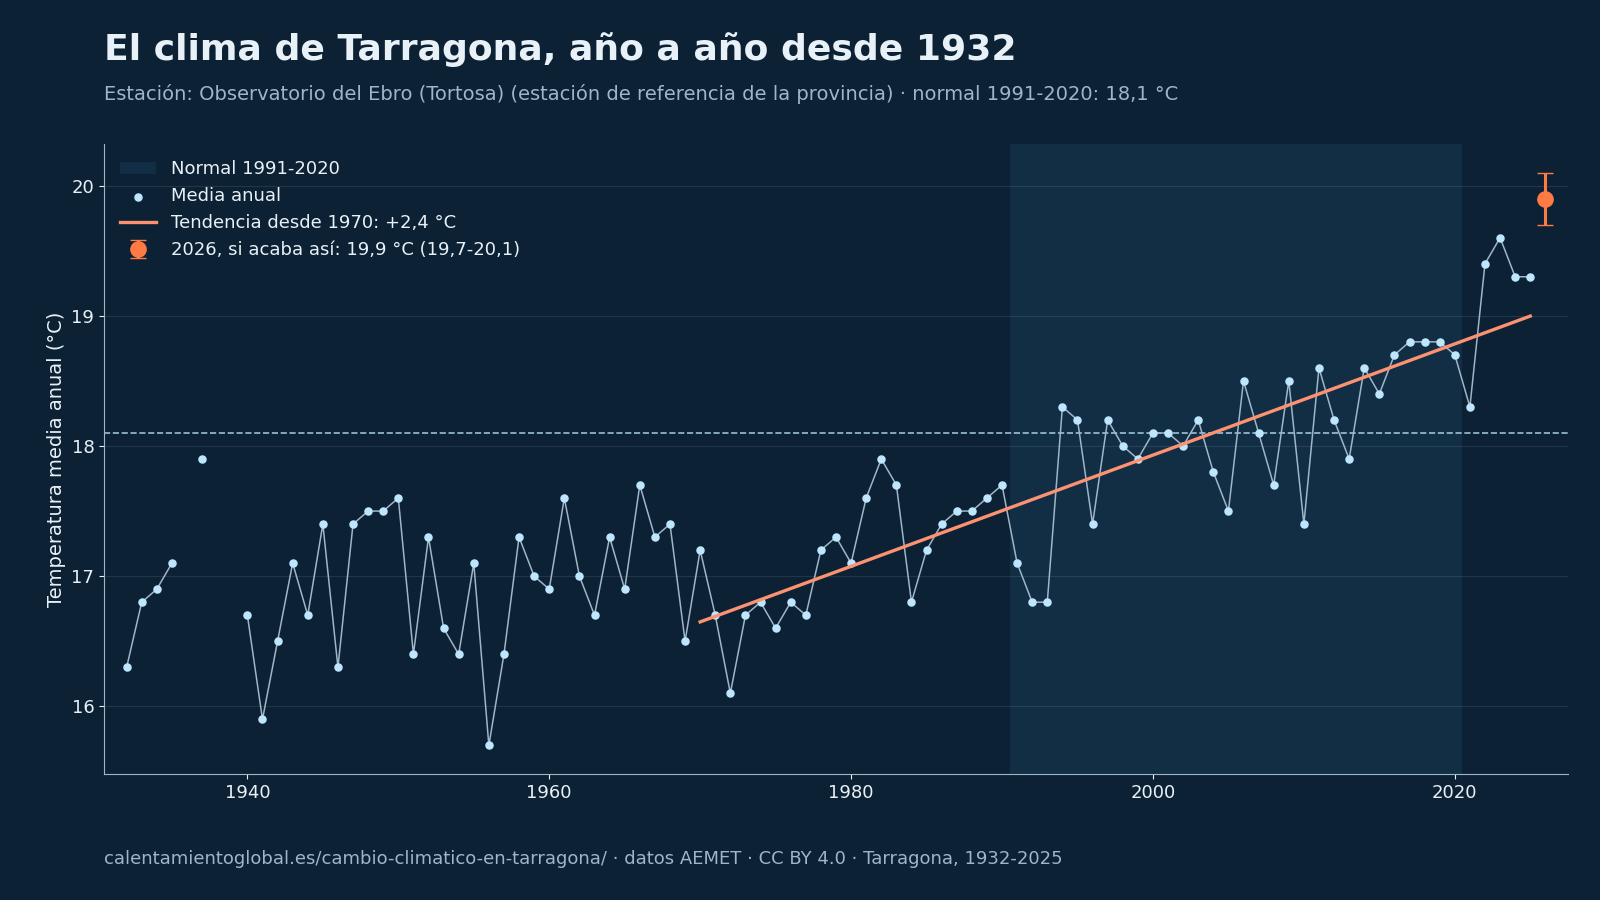 El clima de Tarragona, año a año desde 1932
Estación: Observatorio del Ebro (Tortosa) (estación de referencia de la provincia) · normal 1991-2020: 18,1 °C
Normal 1991-2020
Media anual
Tendencia desde 1970: +2,4 °C
2026, si acaba así: 19,9 °C (19,7-20,1)
Temperatura media anual (°C)
20
19
18
17
16
1940
1960
1980
2000
2020
calentamientoglobal.es/cambio-climatico-en-tarragona/ · datos AEMET · CC BY 4.0 · Tarragona, 1932-2025